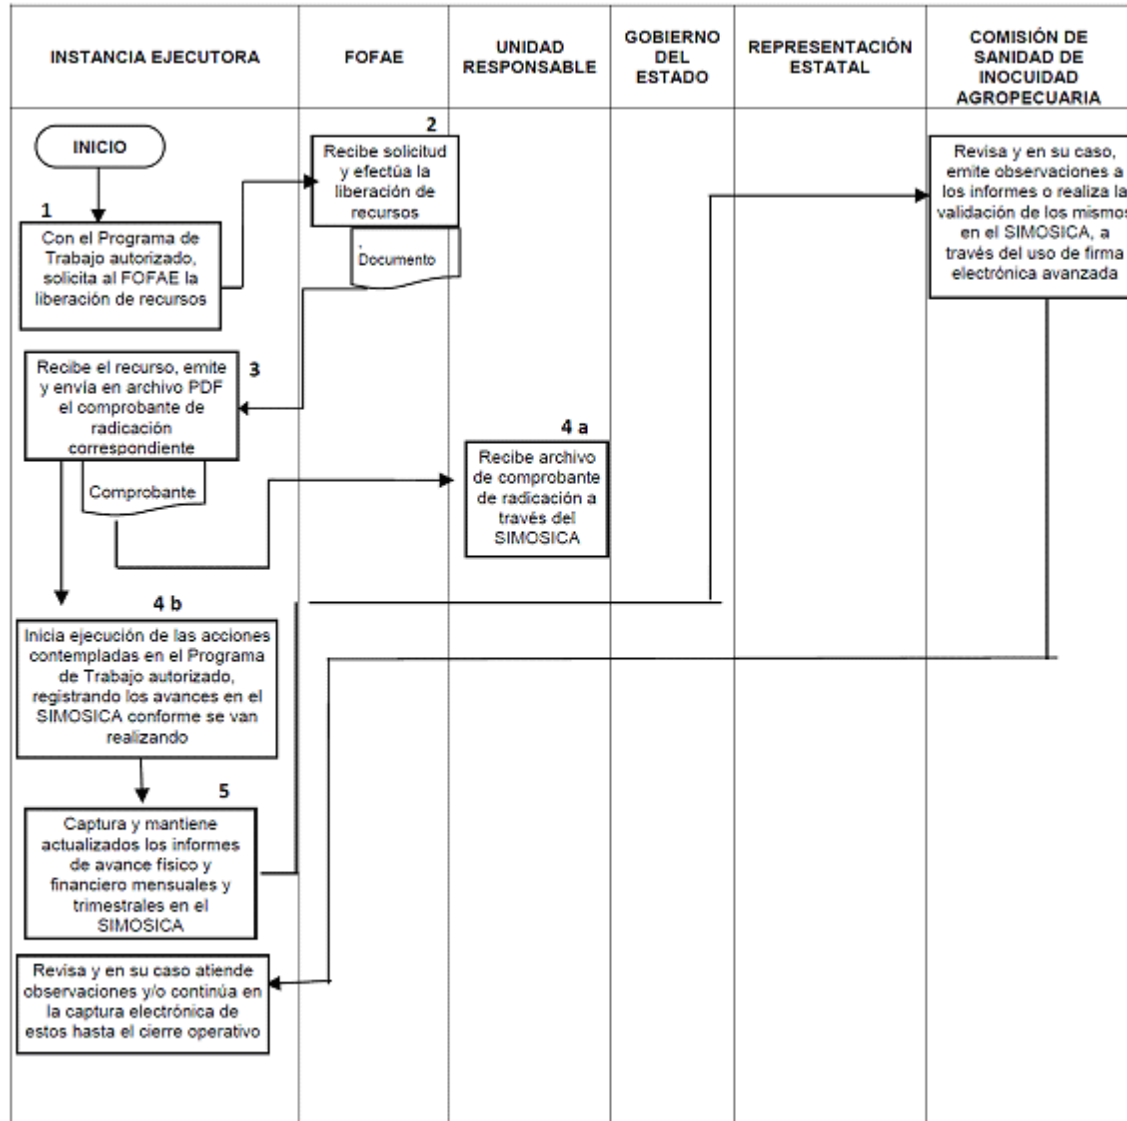 INSTANCIA EJECUTORA
FOFAE
UNIDAD
RESPONSABLE
GOBIERNO
DEL
ESTADO
REPRESENTACIÓN
ESTATAL
COMISIÓN DE
SANIDAD DE
INOCUIDAD
AGROPECUARIA
INICIO
1
Con el Programa de
Trabajo autorizado,
solicita al FOFAE la
liberación de recursos
2
Recibe solicitud
y efectúa la
liberación de
recursos
Documento
3
Recibe el recurso, emite
y envía en archivo PDF
el comprobante de
radicación
correspondiente
Comprobante
4 a
Recibe archivo
de comprobante
de radicación a
través del
SIMOSICA
4 b
Inicia ejecución de las acciones
contempladas en el Programa
de Trabajo autorizado,
registrando los avances en el
SIMOSICA conforme se van
realizando
5
Captura y mantiene
actualizados los informes
de avance físico y
financiero mensuales y
trimestrales en el
SIMOSICA
Revisa y en su caso,
emite observaciones a
los informes o realiza la
validación de los mismos
en el SIMOSICA, a
través del uso de firma
electrónica avanzada
Revisa y en su caso atiende
observaciones y/o continúa en
la captura electrónica de
estos hasta el cierre operativo